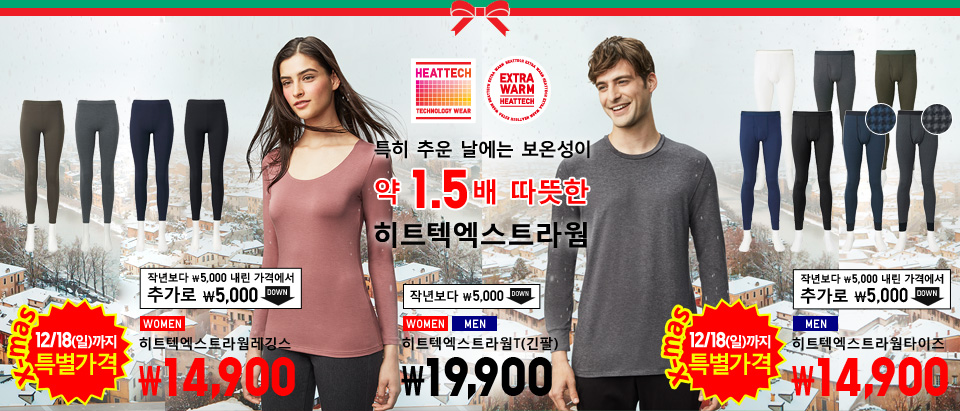 HEATTECH
TECHNOLOGY WEAR
EXTRA
WARM
HEATTECH
특히 추운 날에는 보온성이
약 1.5배 따뜻한
히트텍엑스트라웜
작년보다 ₩5,000 내린 가격에서
추가로 ₩5,000 DOWN
x-mas
12/18(일)까지
특별가격
WOMEN
히트텍엑스트라웜레깅스
₩14,900
작년보다 ₩5,000 DOWN
WOMEN MEN
히트텍엑스트라웜T(긴팔)
₩19,900
x-mas
12/18(일)까지
특별가격
작년보다 ₩5,000 내린 가격에서
추가로 ₩5,000 DOWN
MEN
히트텍엑스트라웜타이즈
₩14,900